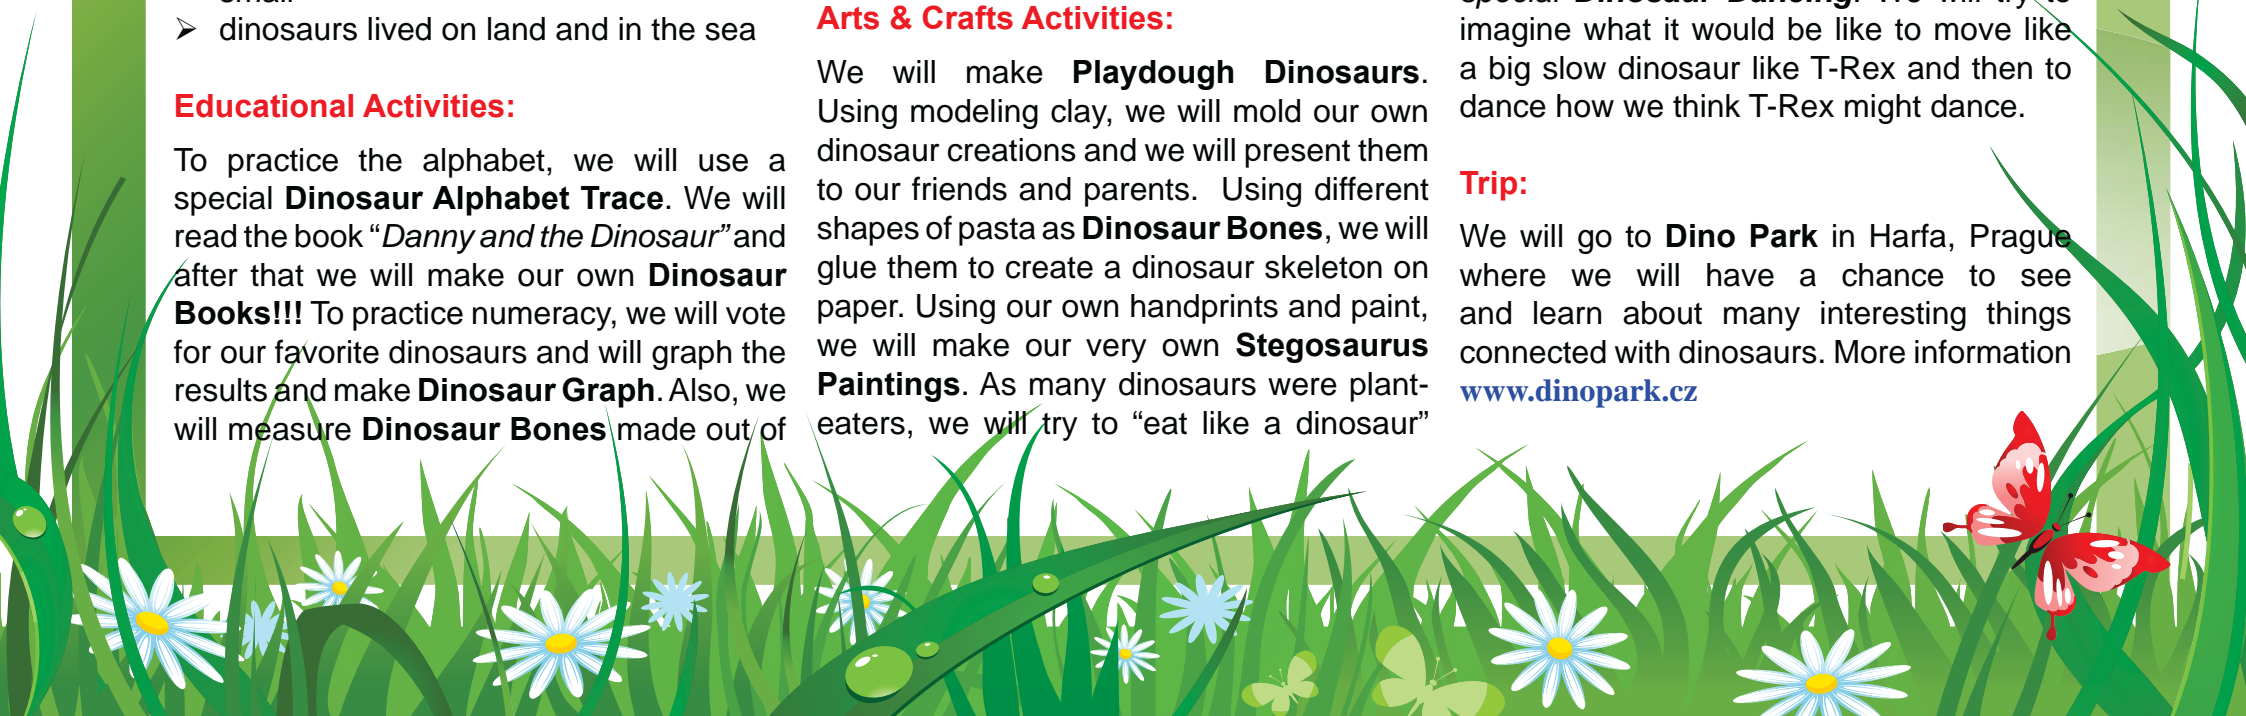 small
➢ dinosaurs lived on land and in the sea
Educational Activities:
To practice the alphabet, we will use a
special Dinosaur Alphabet Trace. We will
read the book “Danny and the Dinosaur” and
after that we will make our own Dinosaur
Books!!! To practice numeracy, we will vote
for our favorite dinosaurs and will graph the
results and make Dinosaur Graph. Also, we
will measure Dinosaur Bones made out of
Arts & Crafts Activities:
We will make Playdough Dinosaurs.
Using modeling clay, we will mold our own
dinosaur creations and we will present them
to our friends and parents. Using different
shapes of pasta as Dinosaur Bones, we will
glue them to create a dinosaur skeleton on
paper. Using our own handprints and paint,
we will make our very own Stegosaurus
Paintings. As many dinosaurs were plant-
eaters, we will try to “eat like a dinosaur”
special Dinosaur Dancing. We will try to
imagine what it would be like to move like
a big slow dinosaur like T-Rex and then to
dance how we think T-Rex might dance.
Trip:
We will go to Dino Park in Harfa, Prague
where we will have a chance to see
and learn about many interesting things
connected with dinosaurs. More information
www.dinopark.cz